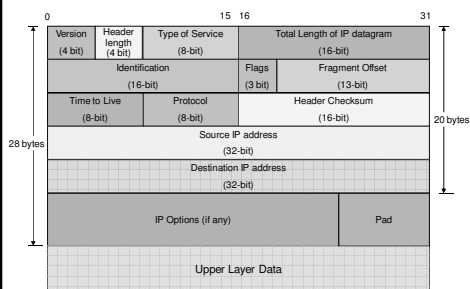 0 15 16 31
Version Header Type of Service Total Length of IP datagram
length
(4 bit) (4 bit) (8-bit) (16-bit)
Identification Flags Fragment Offset
(16-bit) (3 bit) (13-bit)
Time to Live Protocol Header Checksum
(8-bit) (8-bit) (16-bit)
20 bytes
28 bytes
Source IP address
(32-bit)
Destination IP address
(32-bit)
IP Options (if any) Pad
Upper Layer Data